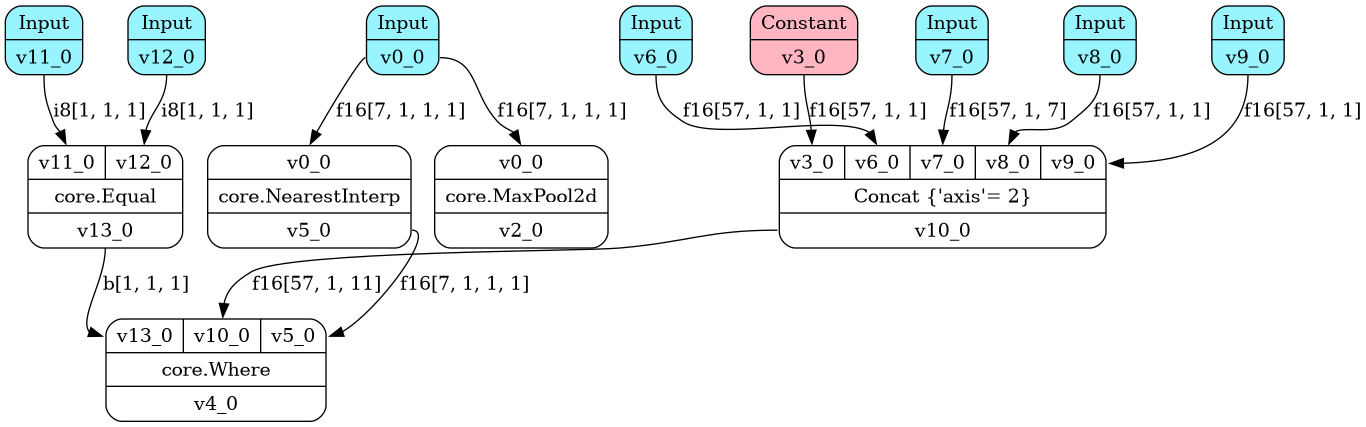 Input
v11_0
Input
v12_0
Input
v0_0
Input
v6_0
Constant
v3_0
Input
v7_0
Input
v8_0
Input
v9_0
i8[1, 1, 1]
i8[1, 1, 1]
f16[7, 1, 1, 1]
f16[7, 1, 1, 1]
f16[57, 1, 1]
f16[57, 1, 1]
f16[57, 1, 7]
f16[57, 1, 1]
f16[57, 1, 1]
v11_0 v12_0
core.Equal
v13_0
v0_0
core.NearestInterp
v5_0
v0_0
core.MaxPool2d
v2_0
v3_0 v6_0 v7_0 v8_0 v9_0
Concat {'axis'= 2}
v10_0
b[1, 1, 1]
f16[57, 1, 11]
f16[7, 1, 1, 1]
v13_0 v10_0 v5_0
core.Where
v4_0